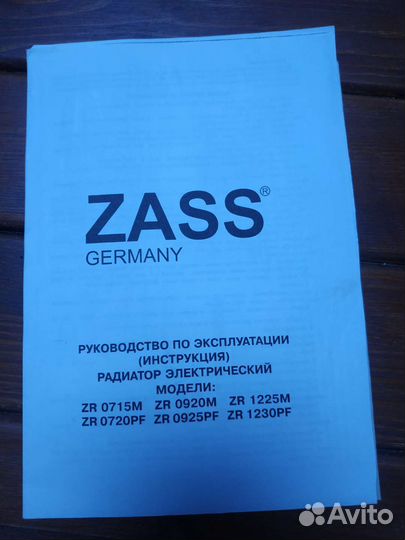 ZASS®
GERMANY
РУКОВОДСТВО ПО ЭКСПЛУАТАЦИИ
(ИНСТРУКЦИЯ)
РАДИАТОР ЭЛЕКТРИЧЕСКИЙ
МОДЕЛИ:
ZR 0715M ZR 0920M ZR 1225M
ZR 0720PF ZR 0925PF ZR 1230PF
Avito